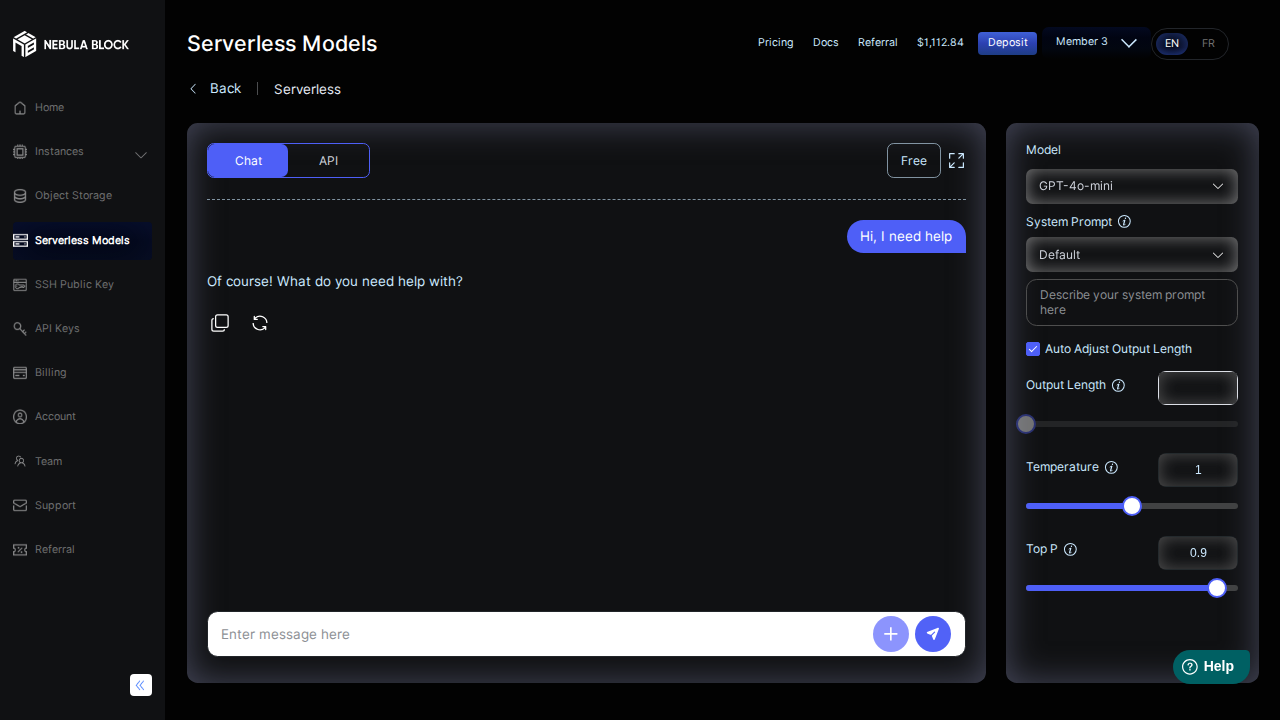 NEBULA BLOCK
Home
Instances
Object Storage
Serverless Models
SSH Public Key
API Keys
Billing
Account
Team
Support
Referral
Serverless Models
Pricing Docs Referral $1,112.84 Deposit Member 3 EN FR
Back | Serverless
Chat API Free
Hi, I need help
Of course! What do you need help with?
Enter message here
Model
GPT-4o-mini
System Prompt
Default
Describe your system prompt
here
Auto Adjust Output Length
Output Length
Temperature 1
Top P 0.9
Help